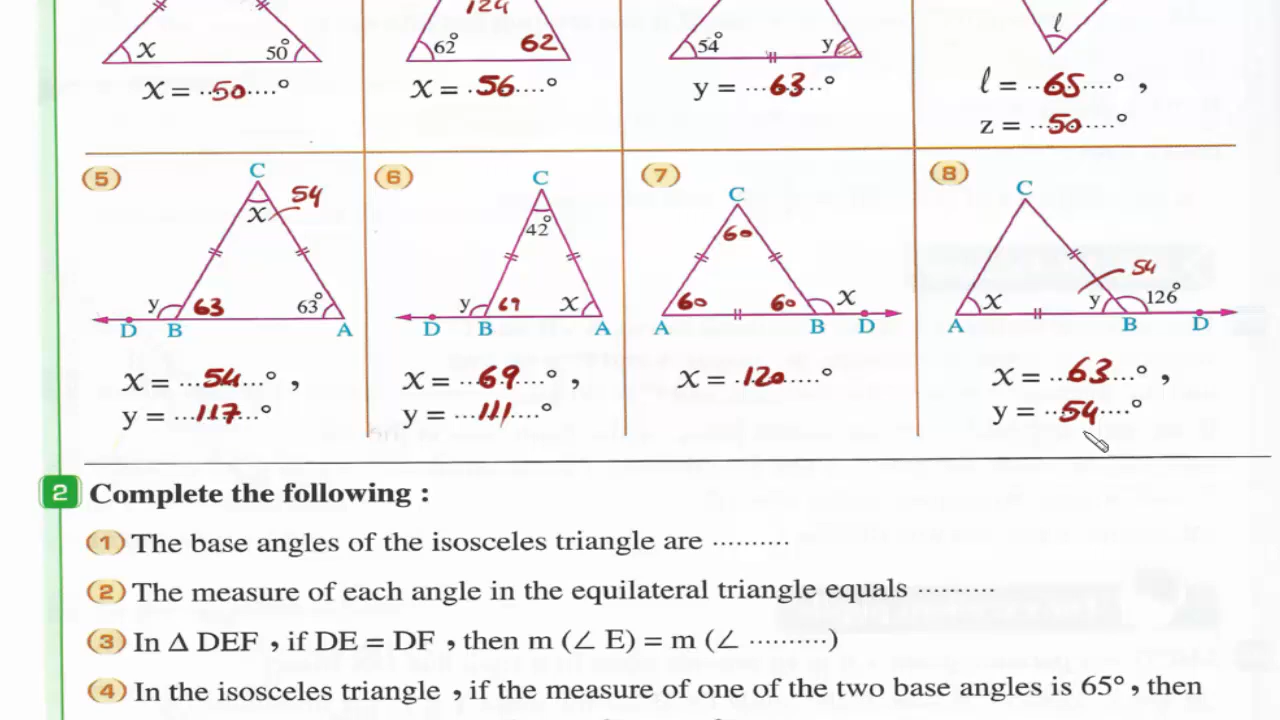 x 50°
x = ..50....°
124
62° 62
x = .56....°
54° y
y = ...63..°
l
l = ..65....° ,
z = ..50....°
5
C
54
x
y 63 63°
D B A
x = ...54...° ,
y = ...117...°
6
C
42°
y 69 x
D B A
x = ..69....° ,
y = ...111....°
7
C
60
60 60 x
A B D
x = .120.....°
8
C
54
x y 126°
A B D
x = ..63...° ,
y = ..54....°
2 Complete the following :
1 The base angles of the isosceles triangle are ..........
2 The measure of each angle in the equilateral triangle equals ..........
3 In Δ DEF , if DE = DF , then m (∠ E) = m (∠ ..........)
4 In the isosceles triangle , if the measure of one of the two base angles is 65° , then